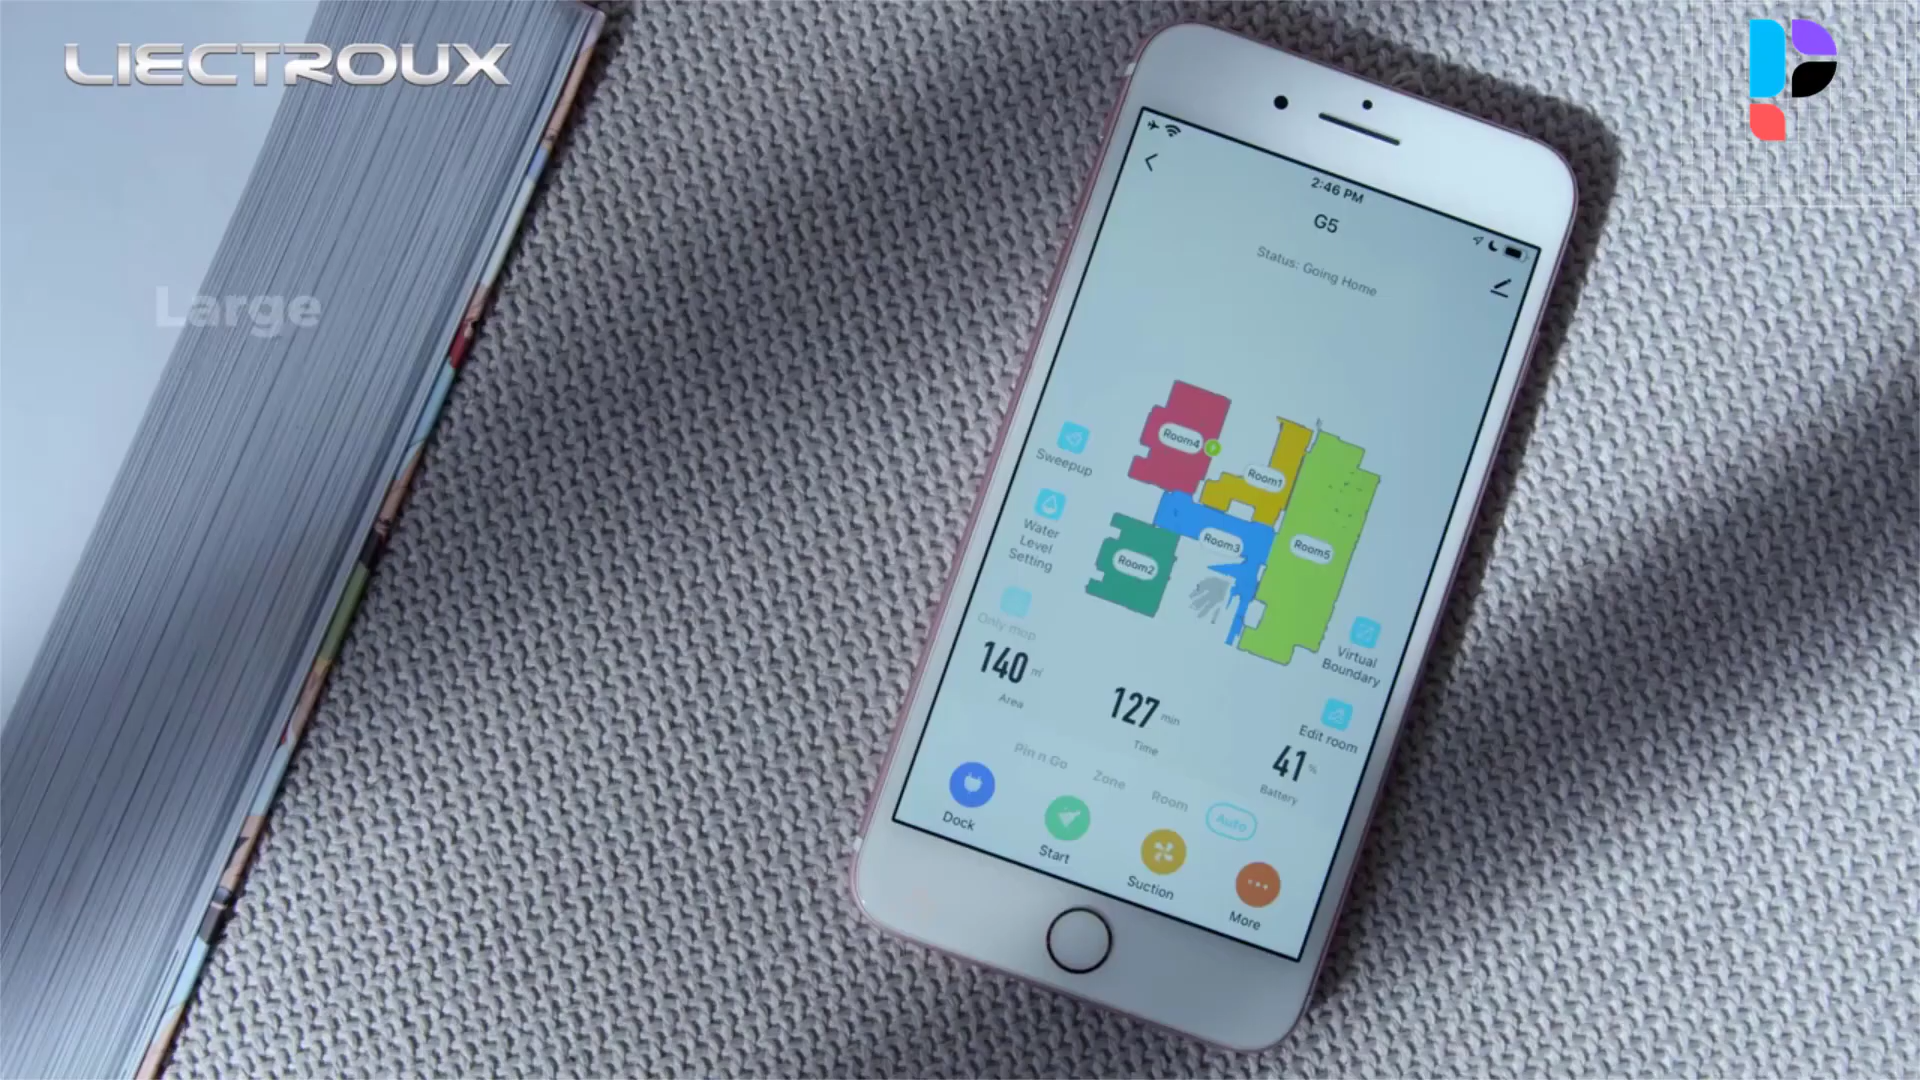 LIECTROUX
Large
2:46 PM
G5
Status: Going Home
Room4
Room1
Room3
Room5
Room2
Sweepup
Water
Level
Setting
Only mop
Virtual
Boundary
Edit room
140 m²
Area
127 min
Time
41 %
Battery
Pin n Go
Zone
Room
Auto
Dock
Start
Suction
More